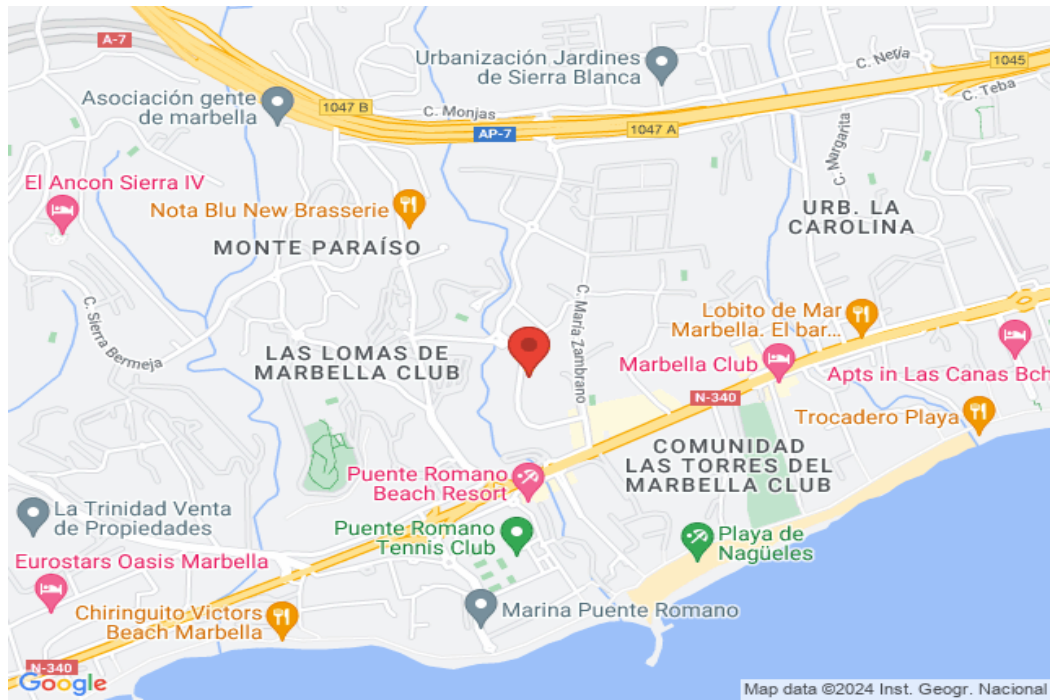 A-7
Urbanización Jardines
de Sierra Blanca
C. Nerja
1045
C. Teba
Asociación gente
de marbella
1047 B
C. Monjas
AP-7
1047 A
C. Margarita
El Ancon Sierra IV
Nota Blu New Brasserie
MONTE PARAÍSO
URB. LA
CAROLINA
C. Sierra Bermeja
C. María Zambrano
LAS LOMAS DE
MARBELLA CLUB
Lobito de Mar
Marbella. El bar...
Marbella Club
Apts in Las Canas Bch
N-340
Trocadero Playa
COMUNIDAD
LAS TORRES DEL
MARBELLA CLUB
Puente Romano
Beach Resort
La Trinidad Venta
de Propiedades
Puente Romano
Tennis Club
Playa de
Nagüeles
Eurostars Oasis Marbella
Chiringuito Victors
Beach Marbella
Marina Puente Romano
N-340
Google
Map data ©2024 Inst. Geogr. Nacional